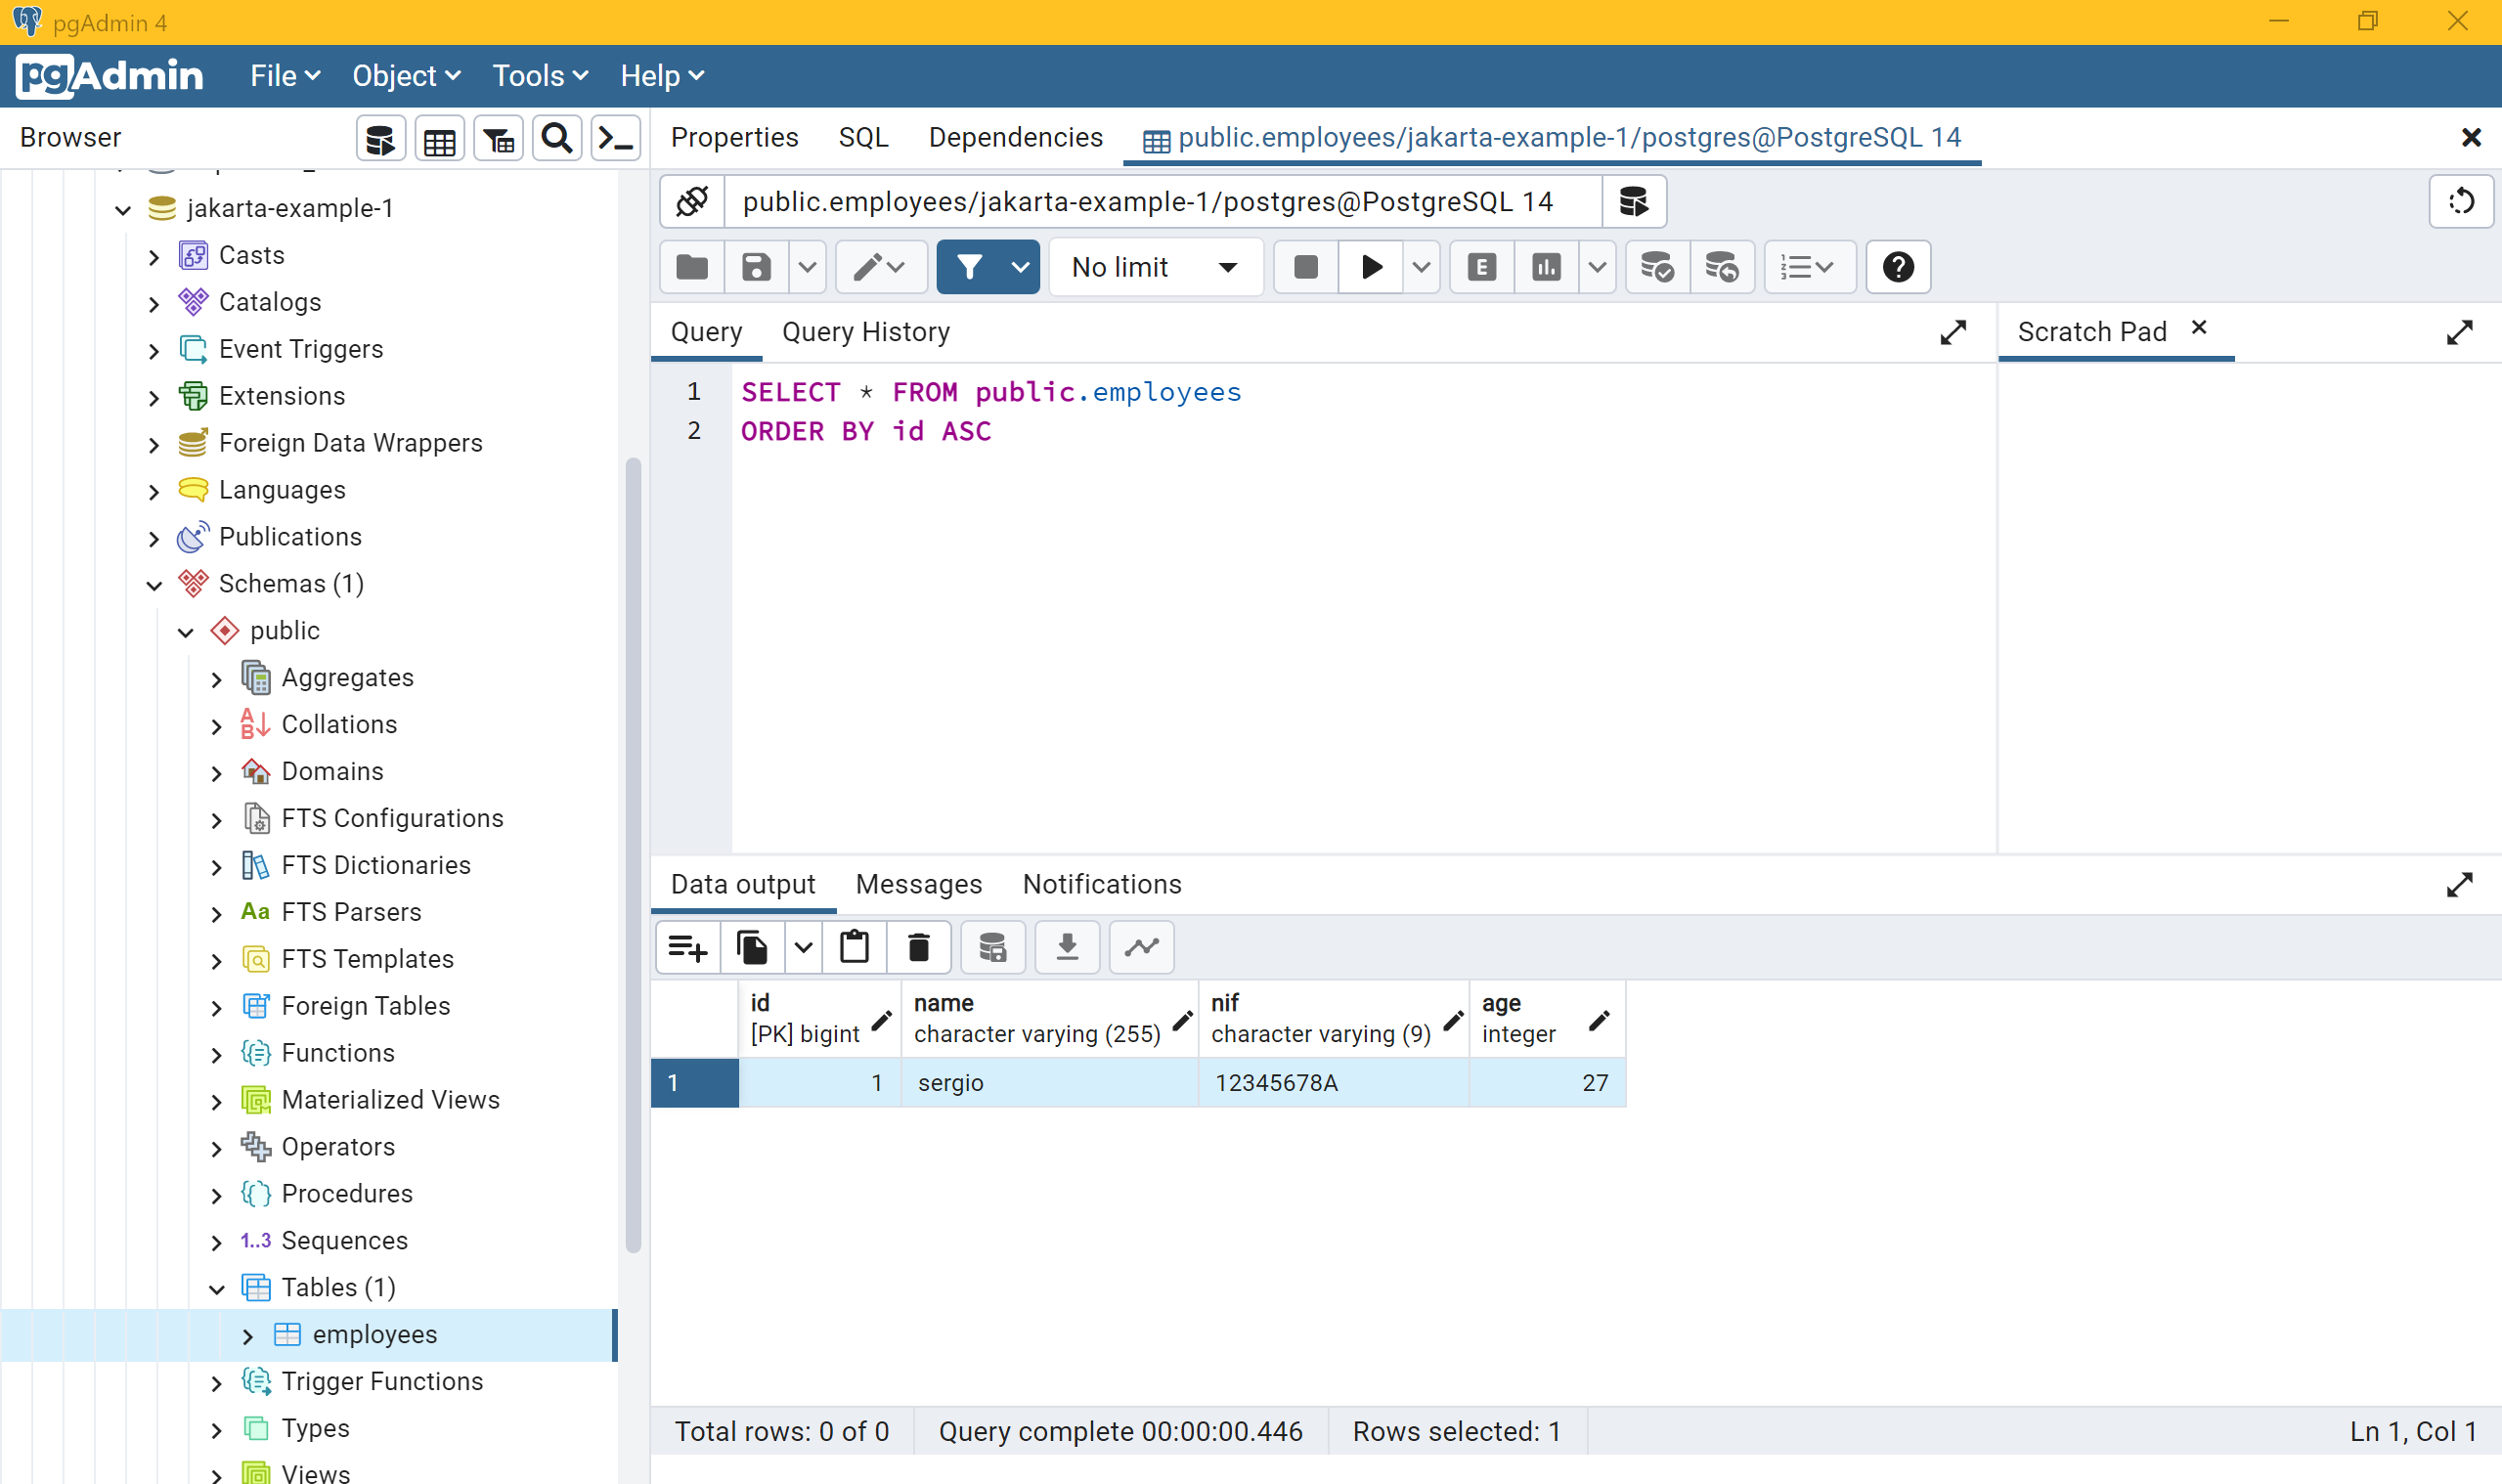 pgAdmin 4
pgAdmin File Object Tools Help
Browser
Properties SQL Dependencies public.employees/jakarta-example-1/postgres@PostgreSQL 14
jakarta-example-1
Casts
Catalogs
Event Triggers
Extensions
Foreign Data Wrappers
Languages
Publications
Schemas (1)
public
Aggregates
Collations
Domains
FTS Configurations
FTS Dictionaries
Aa FTS Parsers
FTS Templates
Foreign Tables
Functions
Materialized Views
Operators
Procedures
1..3 Sequences
Tables (1)
employees
Trigger Functions
Types
Views
public.employees/jakarta-example-1/postgres@PostgreSQL 14
No limit
E
Query Query History
Scratch Pad
1 SELECT * FROM public.employees
2 ORDER BY id ASC
Data output Messages Notifications
id name nif age
[PK] bigint character varying (255) character varying (9) integer
1 1 sergio 12345678A 27
Total rows: 0 of 0 Query complete 00:00:00.446 Rows selected: 1 Ln 1, Col 1